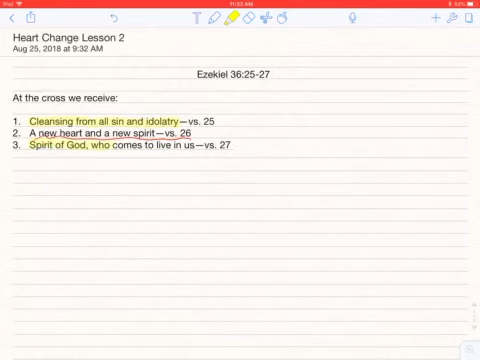 iPad
11:33 AM
59%
Heart Change Lesson 2
Aug 25, 2018 at 9:32 AM
Ezekiel 36:25-27
At the cross we receive:
1. Cleansing from all sin and idolatry—vs. 25
2. A new heart and a new spirit—vs. 26
3. Spirit of God, who comes to live in us—vs. 27